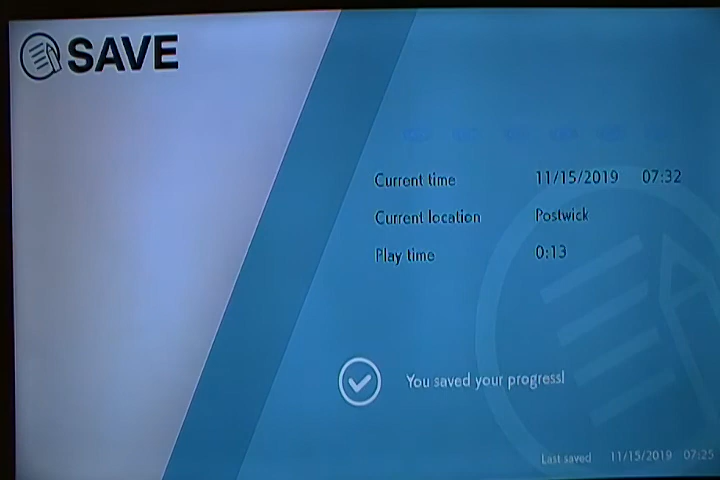 SAVE
Current time 11/15/2019 07:32
Current location Postwick
Play time 0:13
You saved your progress!
Last saved 11/15/2019 07:25